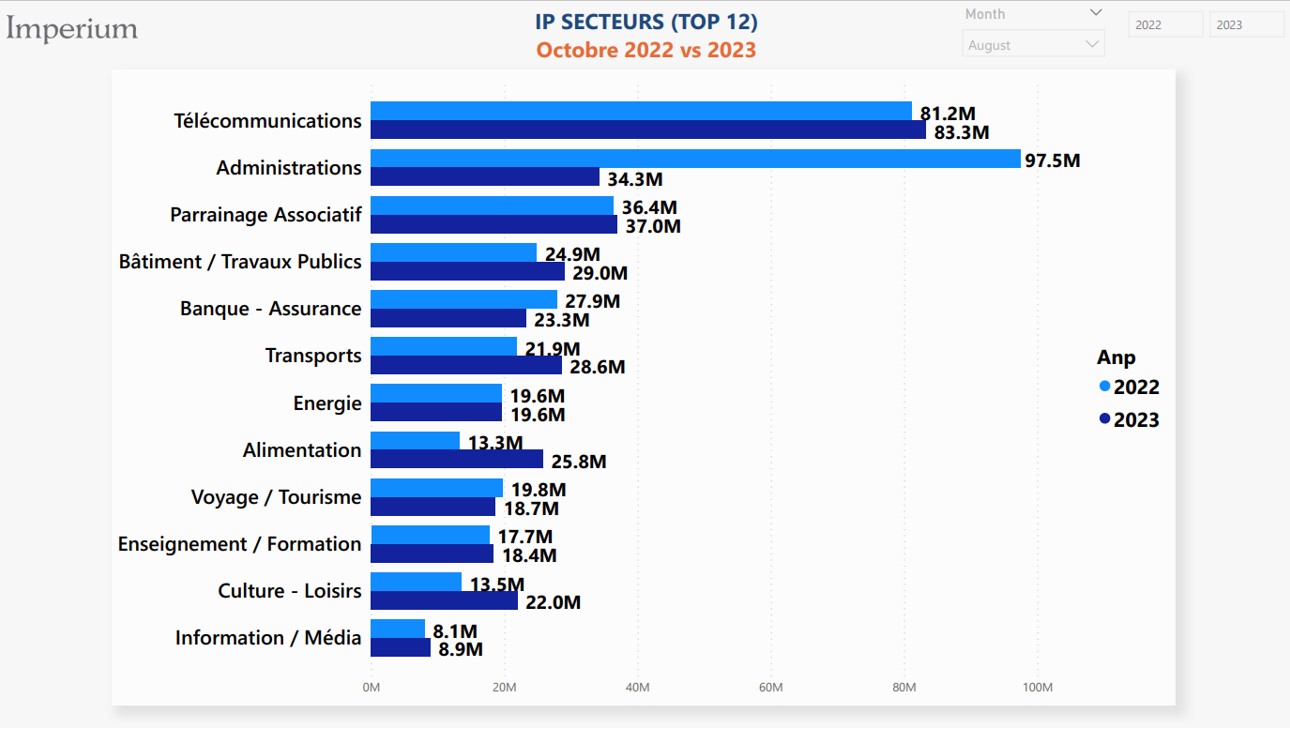 Imperium
IP SECTEURS (TOP 12)
Octobre 2022 vs 2023
Month
August
2022
2023
Télécommunications
81.2M
83.3M
Administrations
97.5M
34.3M
Parrainage Associatif
36.4M
37.0M
Bâtiment / Travaux Publics
24.9M
29.0M
Banque - Assurance
27.9M
23.3M
Transports
21.9M
28.6M
Energie
19.6M
19.6M
Alimentation
13.3M
25.8M
Voyage / Tourisme
19.8M
18.7M
Enseignement / Formation
17.7M
18.4M
Culture - Loisirs
13.5M
22.0M
Information / Média
8.1M
8.9M
0M
20M
40M
60M
80M
100M
Anp
2022
2023